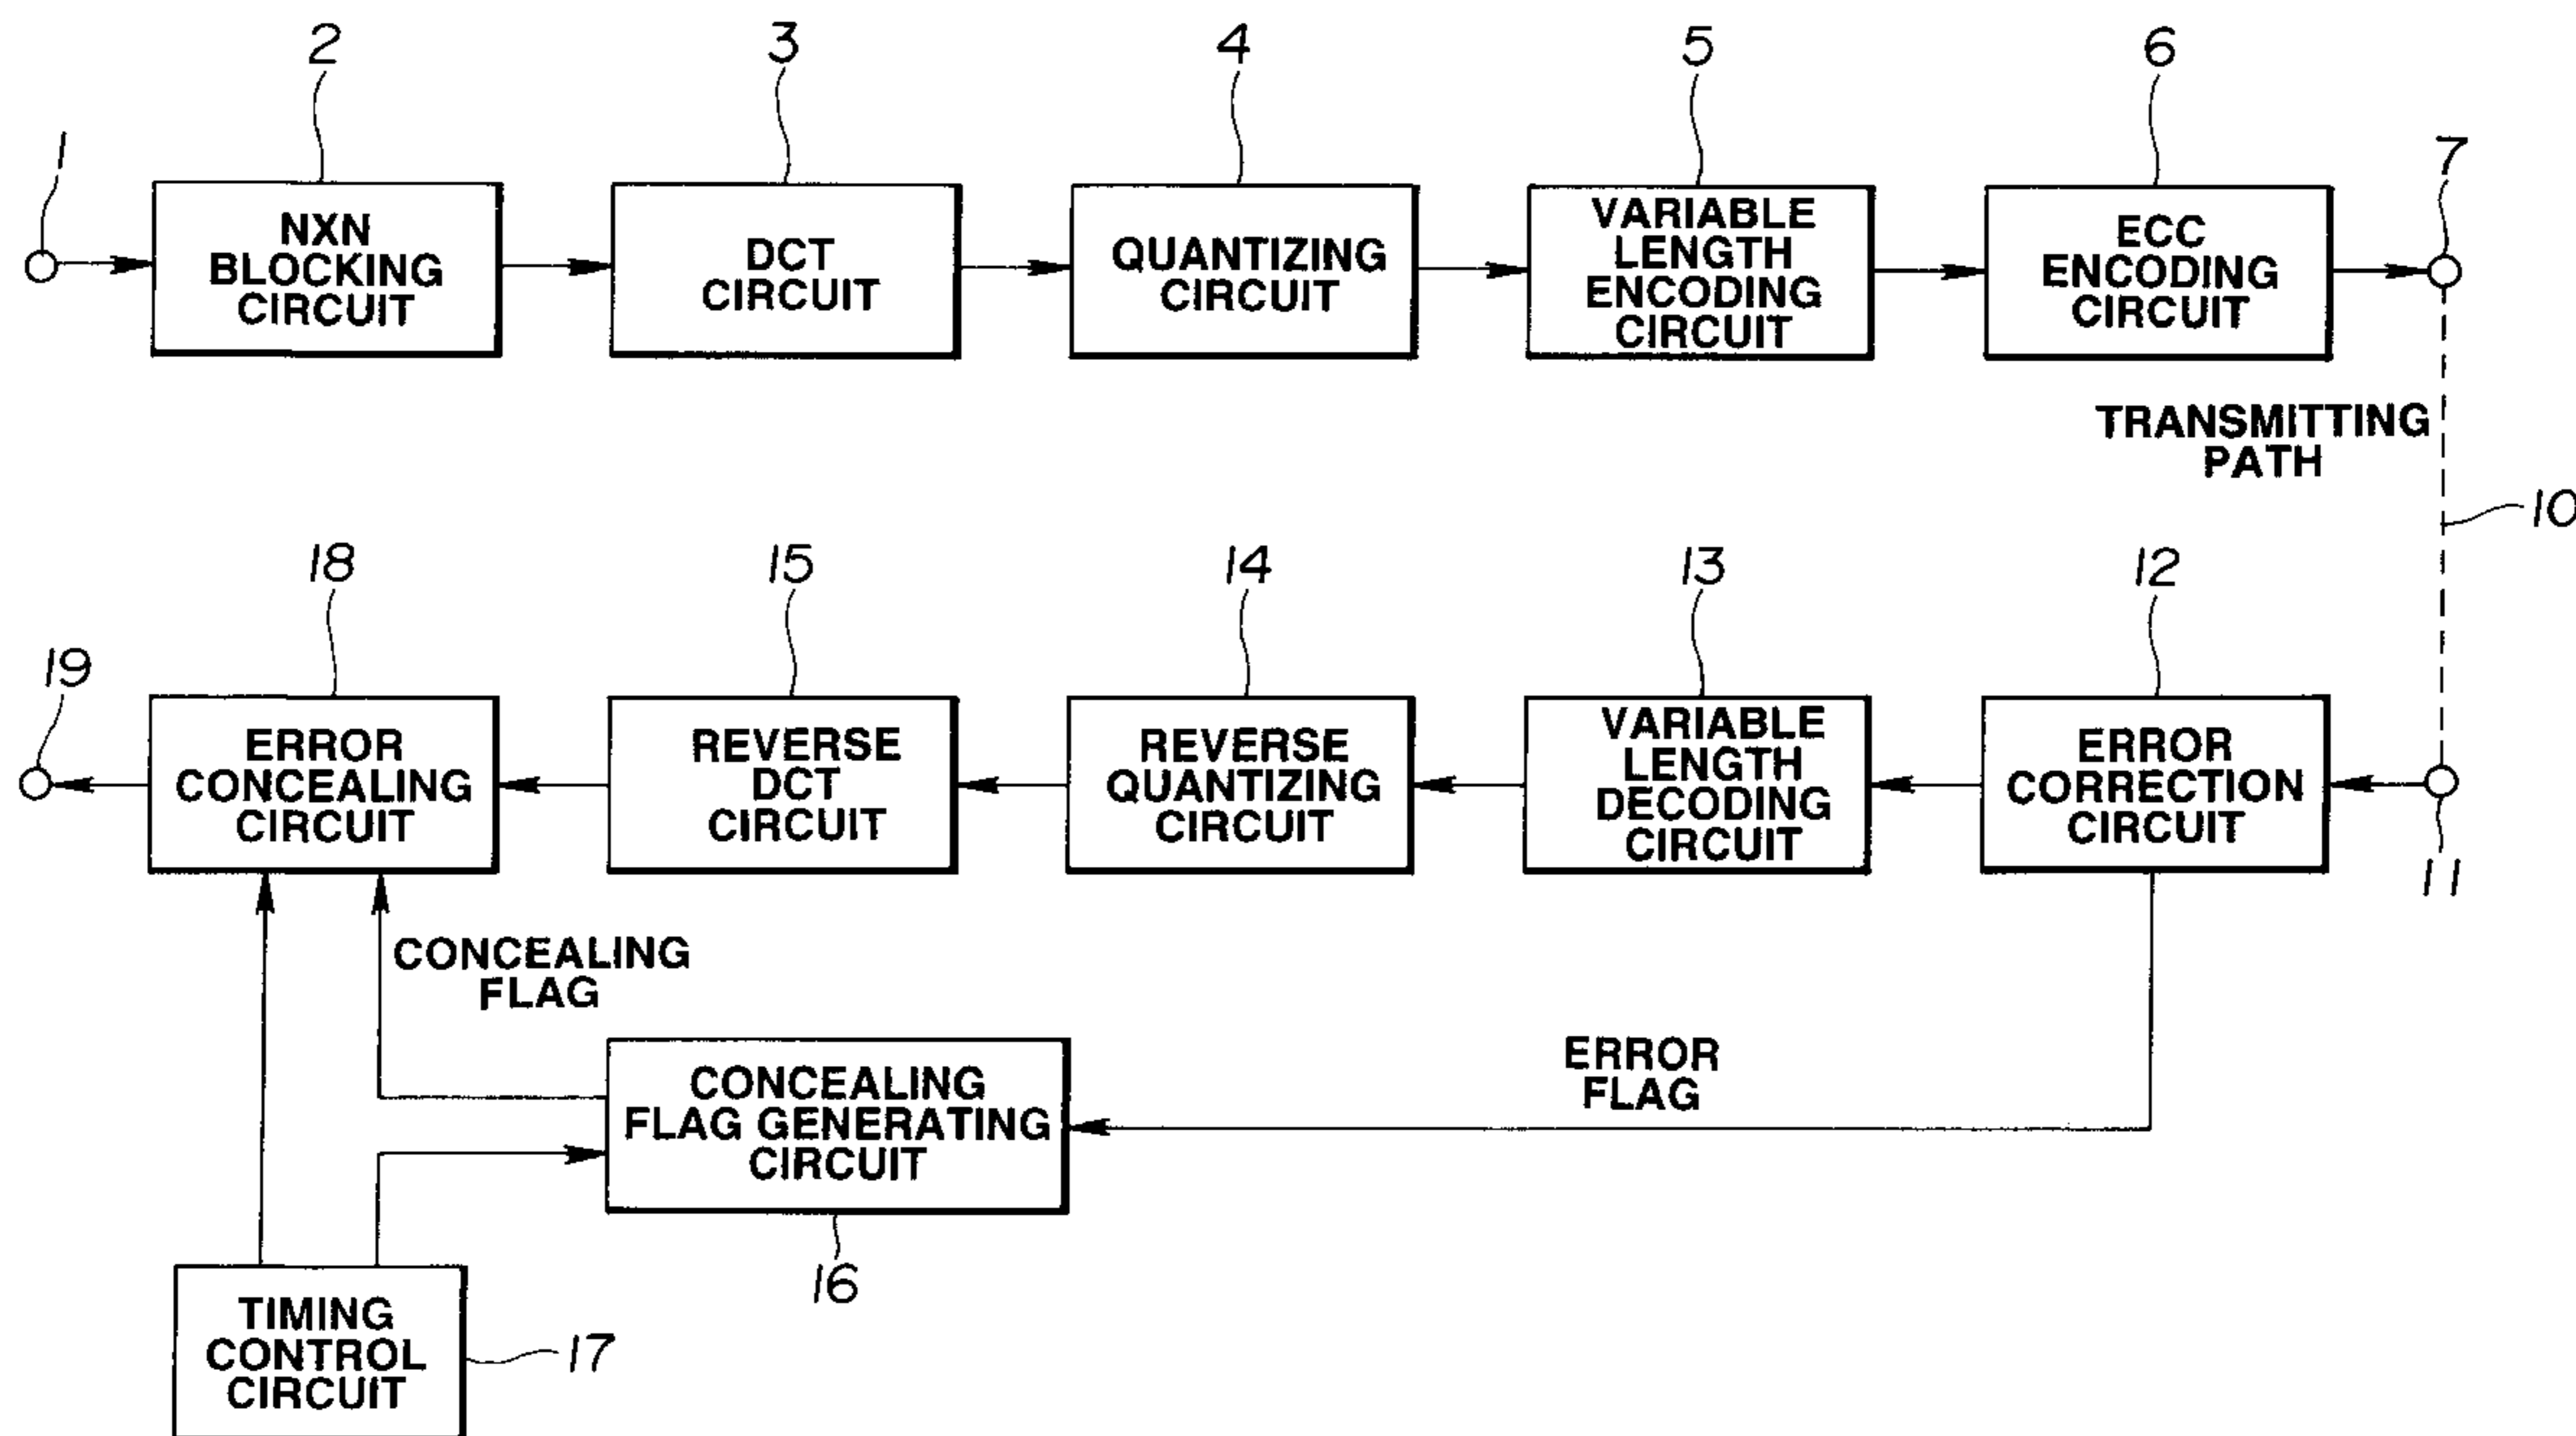 2
3
4
5
6
1
7
NXN
BLOCKING
CIRCUIT
DCT
CIRCUIT
QUANTIZING
CIRCUIT
VARIABLE
LENGTH
ENCODING
CIRCUIT
ECC
ENCODING
CIRCUIT
TRANSMITTING
PATH
10
18
15
14
13
12
19
ERROR
CONCEALING
CIRCUIT
REVERSE
DCT
CIRCUIT
REVERSE
QUANTIZING
CIRCUIT
VARIABLE
LENGTH
DECODING
CIRCUIT
ERROR
CORRECTION
CIRCUIT
11
CONCEALING
FLAG
CONCEALING
FLAG GENERATING
CIRCUIT
ERROR
FLAG
16
TIMING
CONTROL
CIRCUIT
17